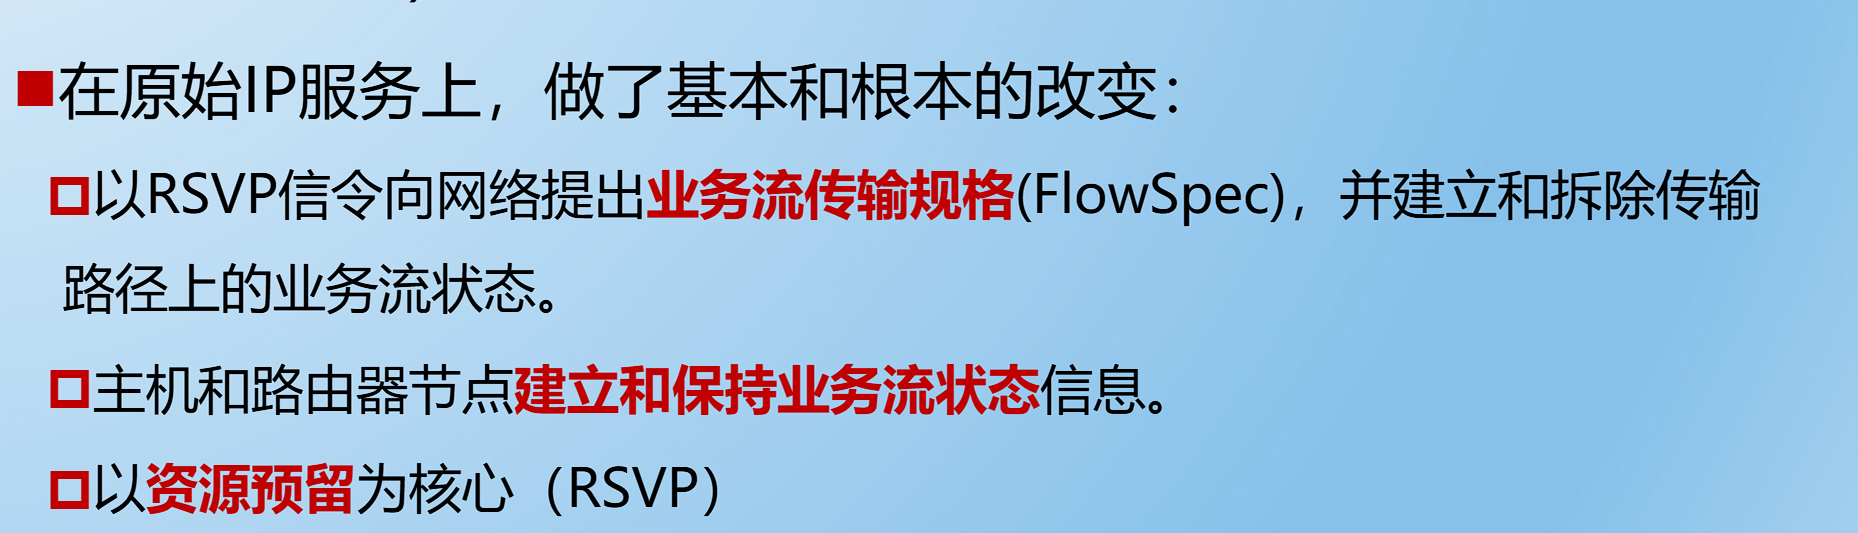 在原始IP服务上，做了基本和根本的改变：
以RSVP信令向网络提出业务流传输规格(FlowSpec)，并建立和拆除传输
路径上的业务流状态。
主机和路由器节点建立和保持业务流状态信息。
以资源预留为核心（RSVP）